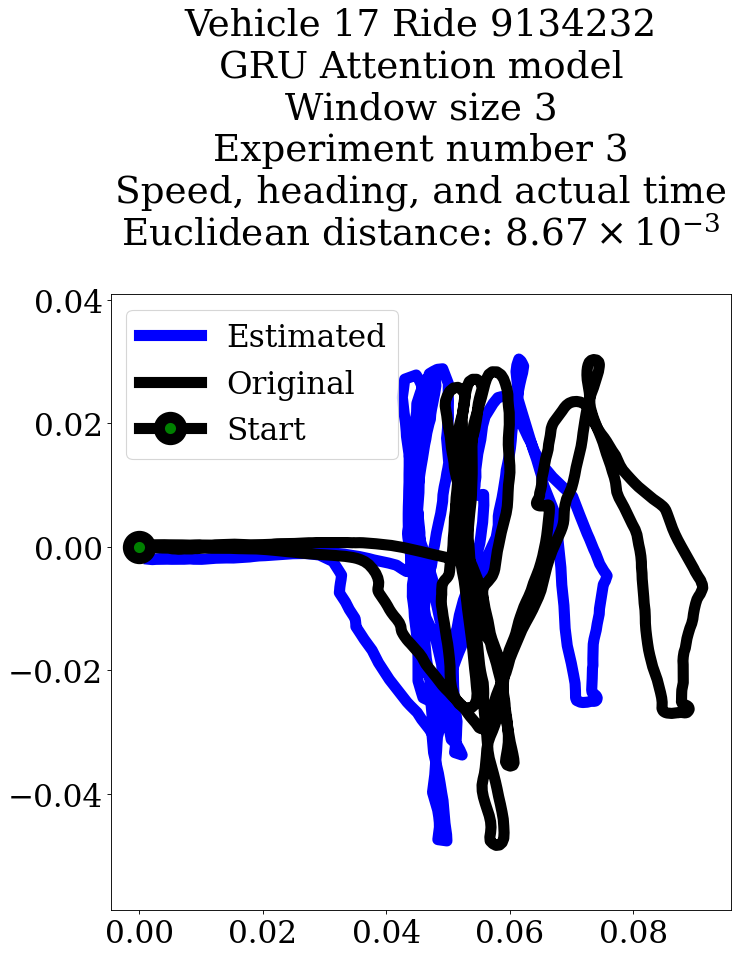 Vehicle 17 Ride 9134232
GRU Attention model
Window size 3
Experiment number 3
Speed, heading, and actual time
Euclidean distance: 8.67 × 10⁻³
0.04
0.02
0.00
−0.02
−0.04
Estimated
Original
Start
0.00 0.02 0.04 0.06 0.08